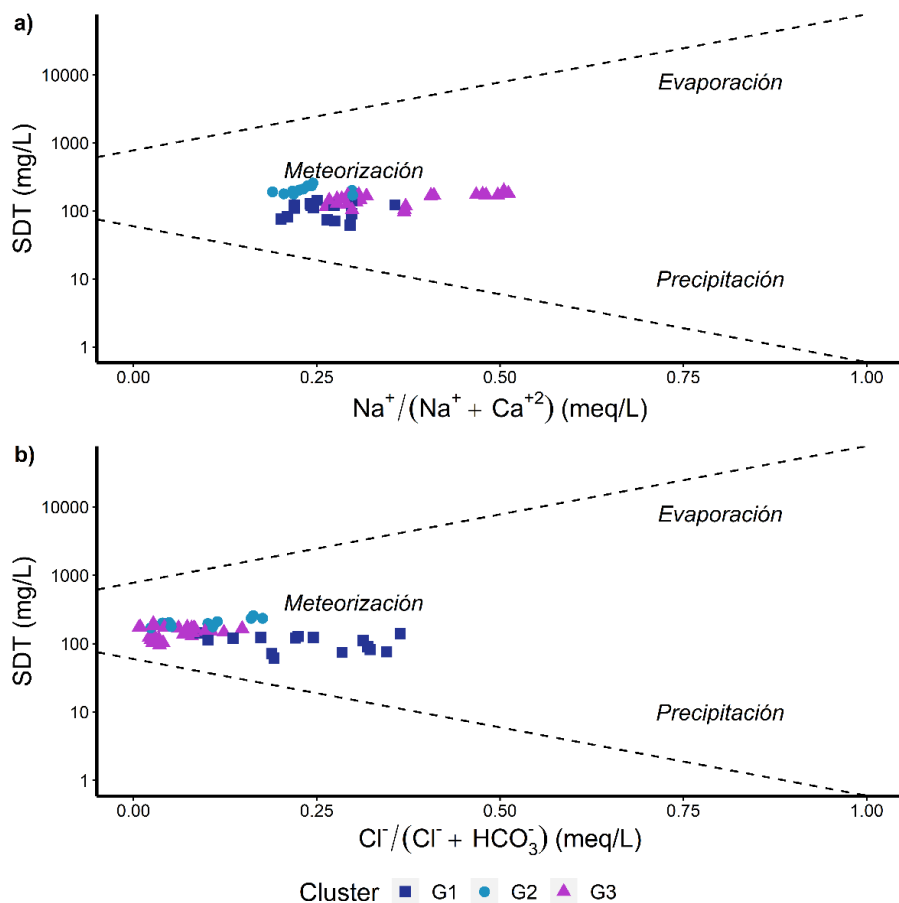 a)
SDT (mg/L)
10000
1000
100
10
1
Evaporación
Meteorización
Precipitación
0.00 0.25 0.50 0.75 1.00
Na⁺/(Na⁺ + Ca⁺²) (meq/L)
b)
SDT (mg/L)
10000
1000
100
10
1
Evaporación
Meteorización
Precipitación
0.00 0.25 0.50 0.75 1.00
Cl⁻/(Cl⁻ + HCO₃⁻) (meq/L)
Cluster G1 G2 G3